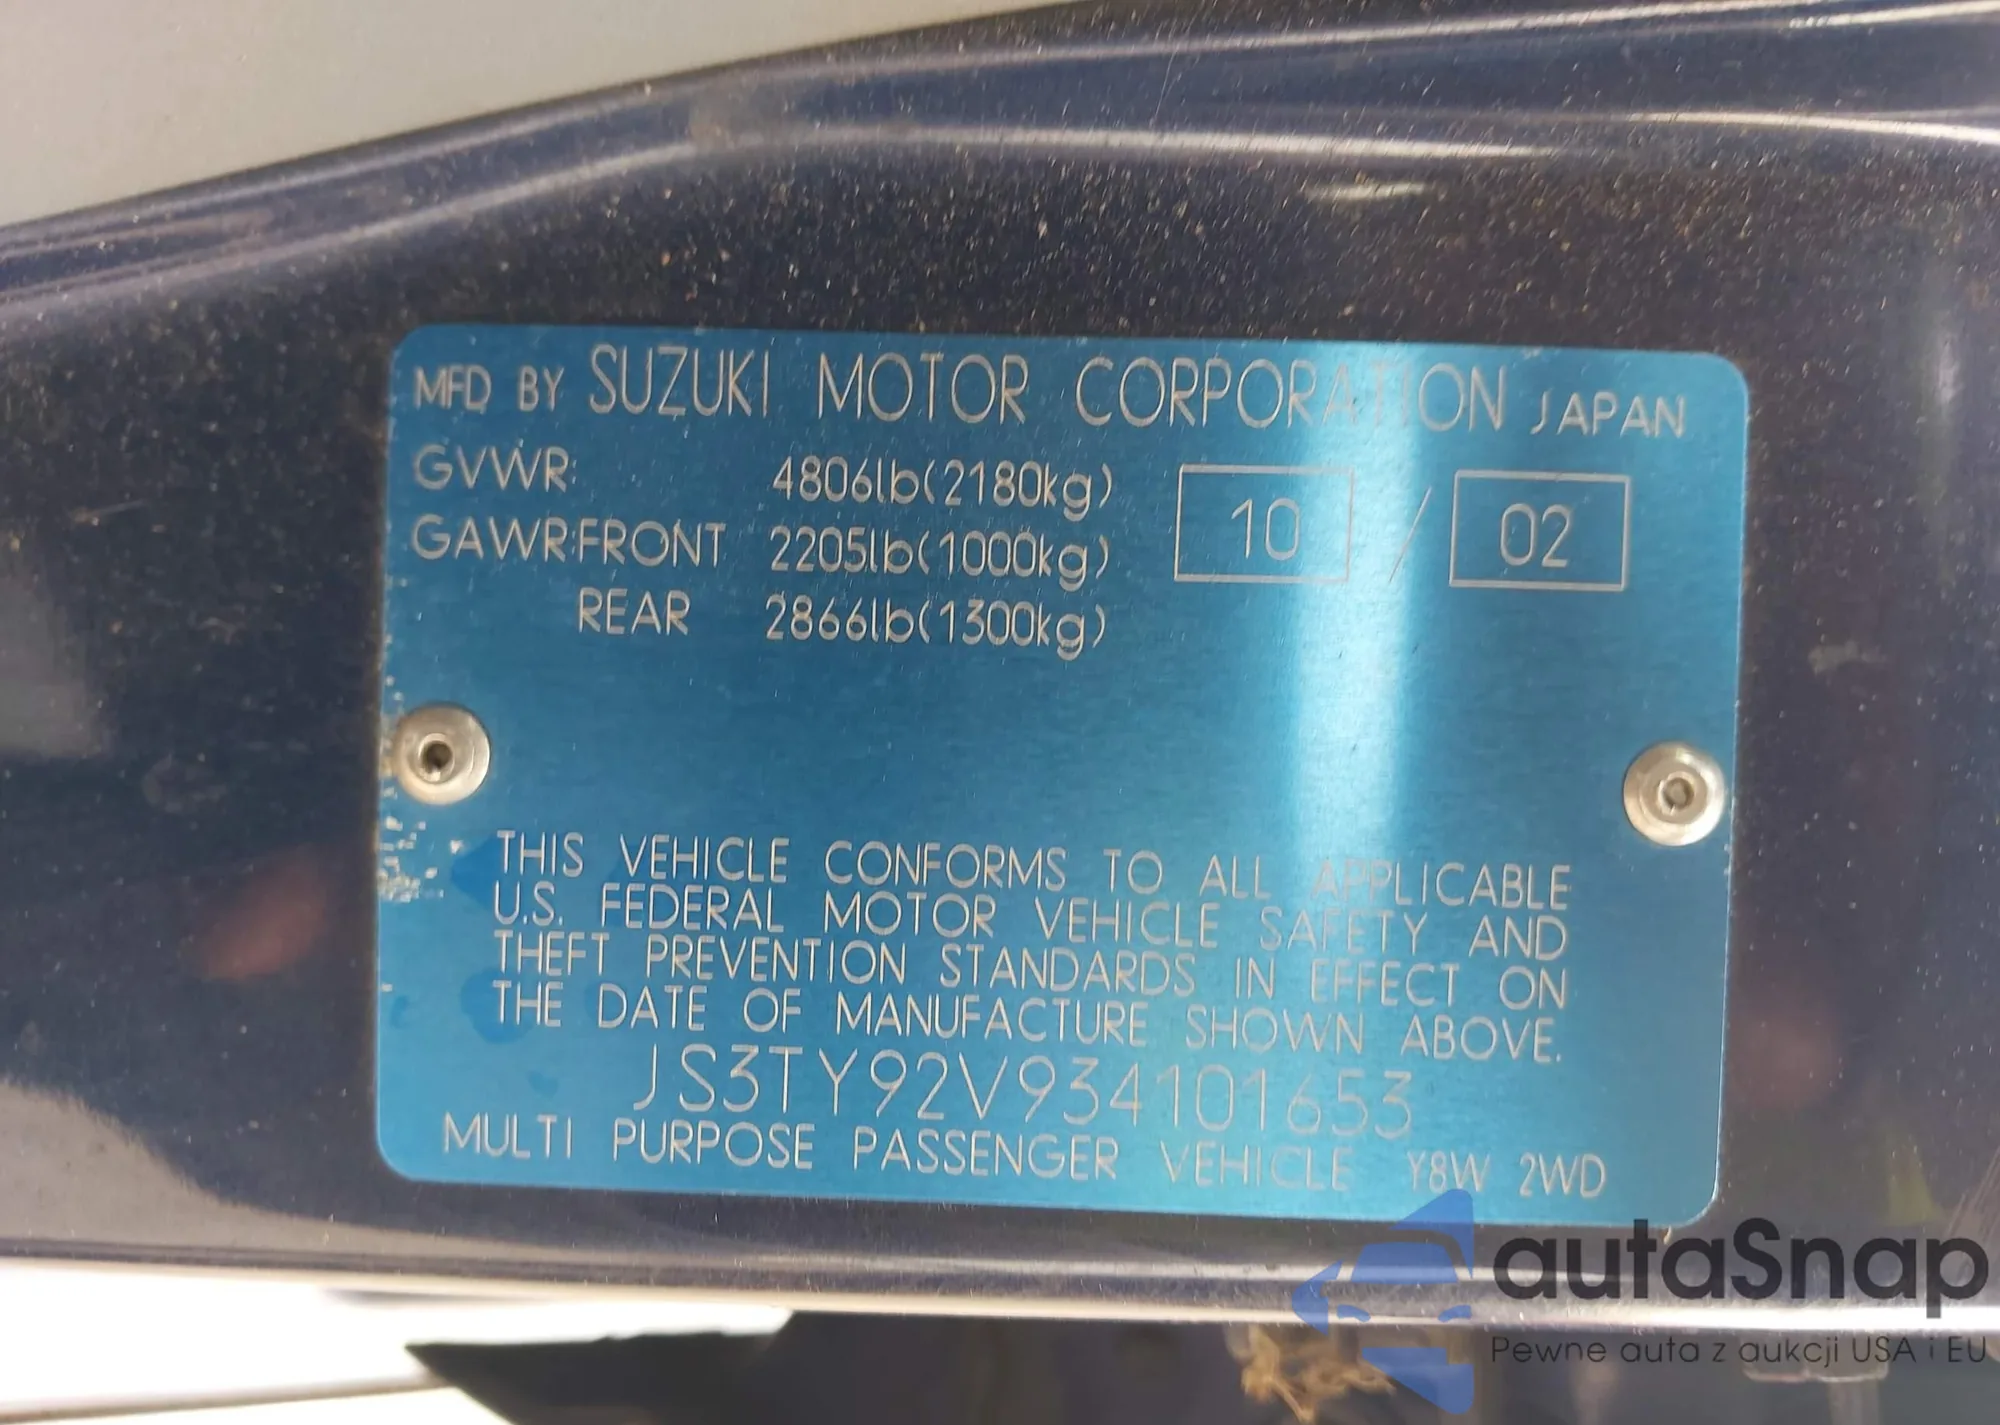 MFD BY SUZUKI MOTOR CORPORATION JAPAN
GVWR: 4806lb(2180kg) 10 / 02
GAWR:FRONT 2205lb(1000kg)
REAR 2866lb(1300kg)
THIS VEHICLE CONFORMS TO ALL APPLICABLE
U.S. FEDERAL MOTOR VEHICLE SAFETY AND
THEFT PREVENTION STANDARDS IN EFFECT ON
THE DATE OF MANUFACTURE SHOWN ABOVE.
JS3TY92V934101653
MULTI PURPOSE PASSENGER VEHICLE Y8W 2WD
autaSnap
Pewne auta z aukcji USA i EU